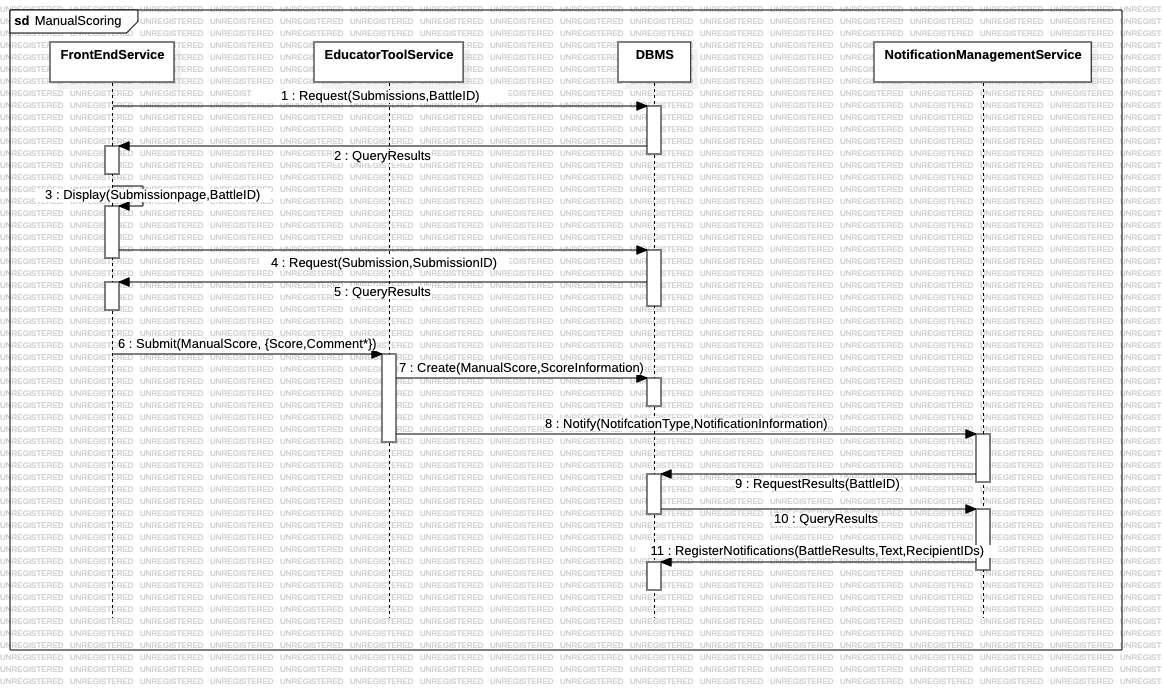 sd ManualScoring
FrontEndService
EducatorToolService
DBMS
NotificationManagementService
1 : Request(Submissions,BattleID)
2 : QueryResults
3 : Display(Submissionpage,BattleID)
4 : Request(Submission,SubmissionID)
5 : QueryResults
6 : Submit(ManualScore, {Score,Comment*})
7 : Create(ManualScore,ScoreInformation)
8 : Notify(NotifcationType,NotificationInformation)
9 : RequestResults(BattleID)
10 : QueryResults
11 : RegisterNotifications(BattleResults,Text,RecipientIDs)
UNREGISTERED